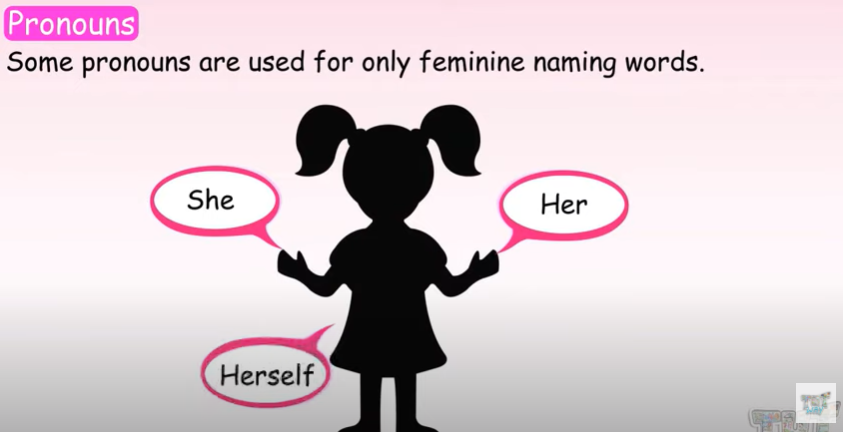 Pronouns
Some pronouns are used for only feminine naming words.
She
Her
Herself